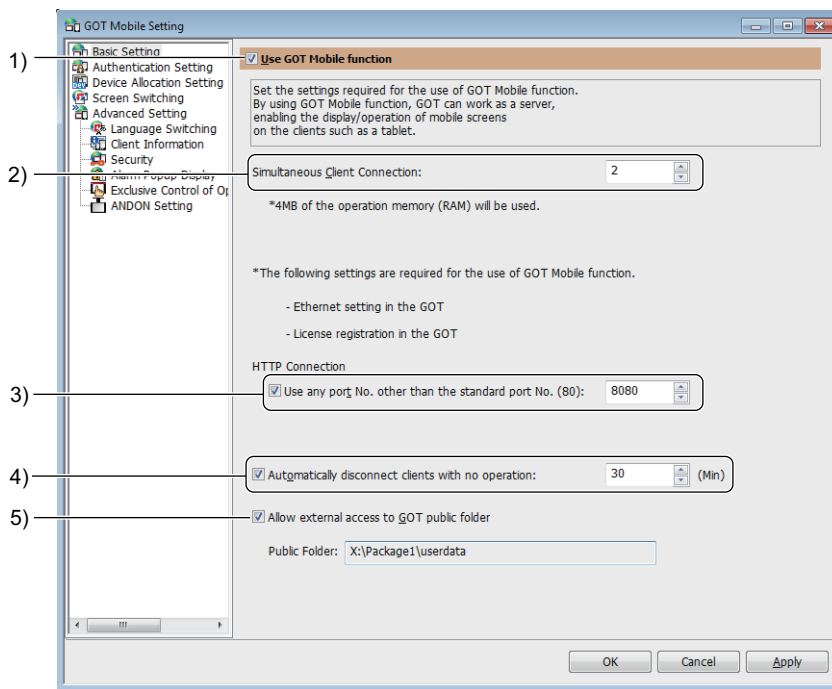 GOT Mobile Setting
1)
2)
3)
4)
5)
Basic Setting
Authentication Setting
Device Allocation Setting
Screen Switching
Advanced Setting
Language Switching
Client Information
Security
Alarm Popup Display
Exclusive Control of Op
ANDON Setting
Use GOT Mobile function
Set the settings required for the use of GOT Mobile function.
By using GOT Mobile function, GOT can work as a server,
enabling the display/operation of mobile screens
on the clients such as a tablet.
Simultaneous Client Connection: 2
*4MB of the operation memory (RAM) will be used.
*The following settings are required for the use of GOT Mobile function.
- Ethernet setting in the GOT
- License registration in the GOT
HTTP Connection
Use any port No. other than the standard port No. (80): 8080
Automatically disconnect clients with no operation: 30 (Min)
Allow external access to GOT public folder
Public Folder: X:\Package1\userdata
OK Cancel Apply